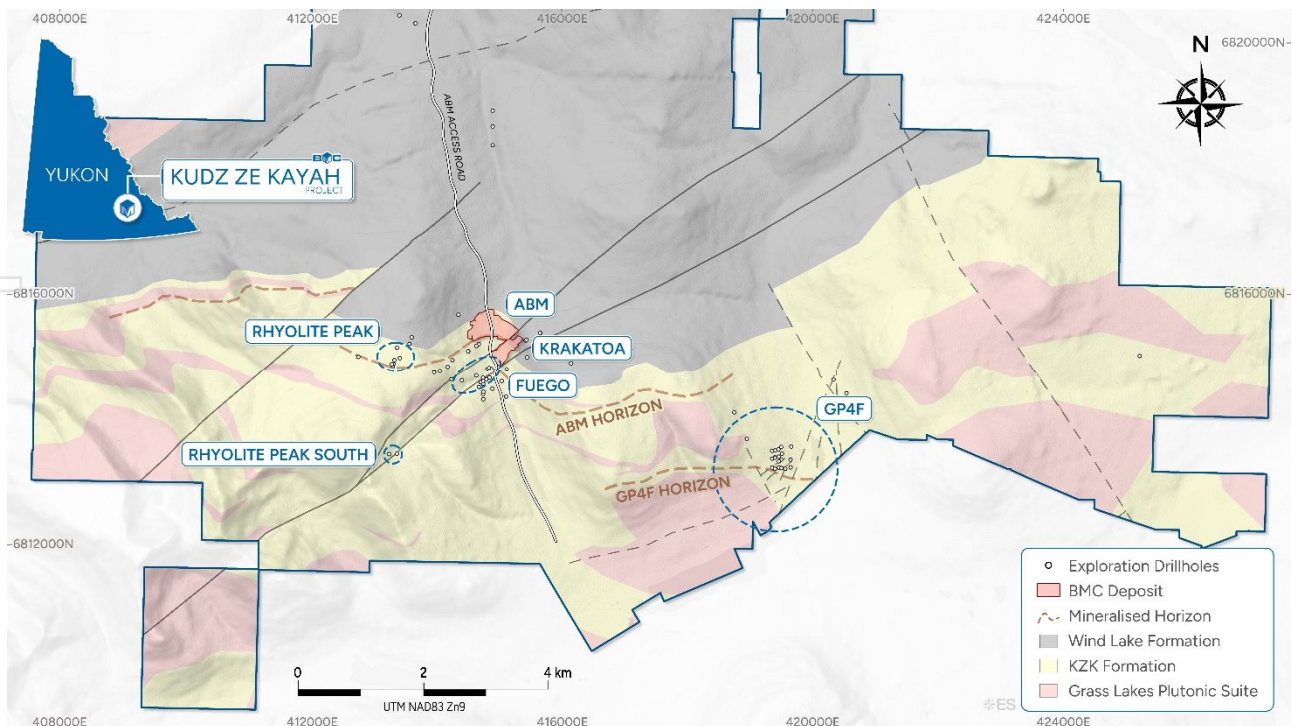 408000E
412000E
416000E
420000E
424000E
6820000N
N
YUKON
BMC
KUDZ ZE KAYAH
PROJECT
ABM ACCESS ROAD
6816000N
6816000N
ABM
RHYOLITE PEAK
KRAKATOA
FUEGO
GP4F
ABM HORIZON
RHYOLITE PEAK SOUTH
GP4F HORIZON
6812000N
Exploration Drillholes
BMC Deposit
Mineralised Horizon
Wind Lake Formation
KZK Formation
Grass Lakes Plutonic Suite
0 2 4 km
UTM NAD83 Zn9
ES
408000E
412000E
416000E
420000E
424000E